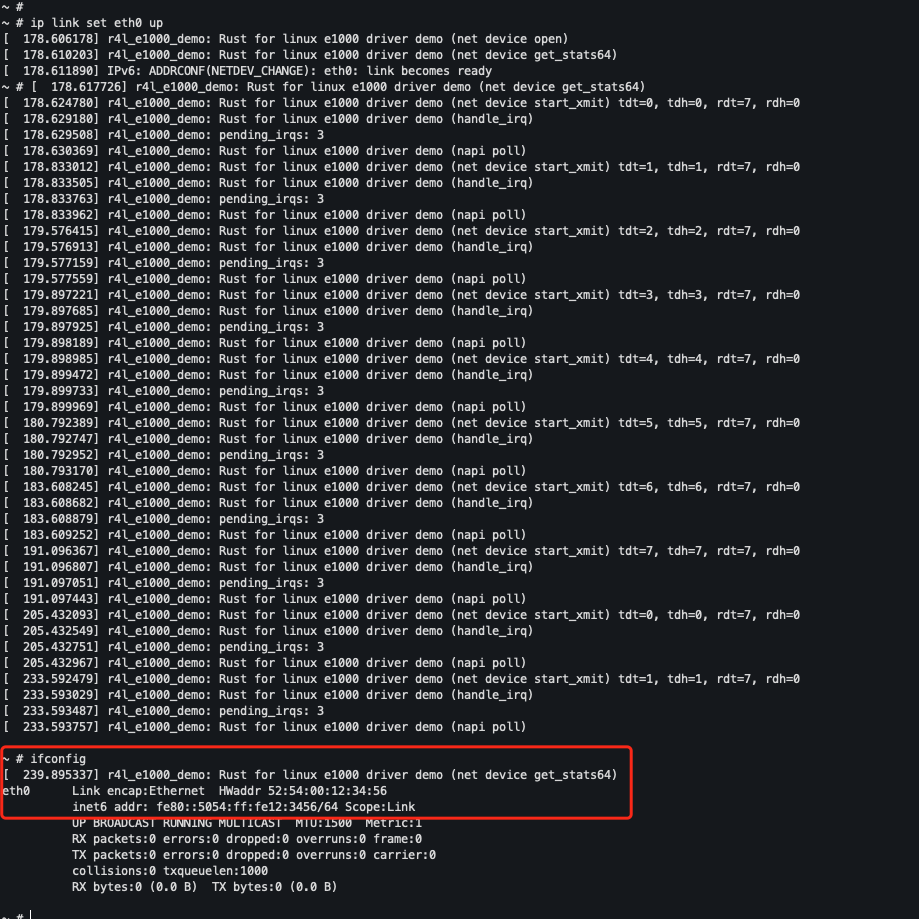 ~ #
~ # ip link set eth0 up
[  178.606178] r4l_e1000_demo: Rust for linux e1000 driver demo (net device open)
[  178.610203] r4l_e1000_demo: Rust for linux e1000 driver demo (net device get_stats64)
[  178.611890] IPv6: ADDRCONF(NETDEV_CHANGE): eth0: link becomes ready
~ # [  178.617726] r4l_e1000_demo: Rust for linux e1000 driver demo (net device get_stats64)
[  178.624780] r4l_e1000_demo: Rust for linux e1000 driver demo (net device start_xmit) tdt=0, tdh=0, rdt=7, rdh=0
[  178.629180] r4l_e1000_demo: Rust for linux e1000 driver demo (handle_irq)
[  178.629508] r4l_e1000_demo: pending_irqs: 3
[  178.630369] r4l_e1000_demo: Rust for linux e1000 driver demo (napi poll)
[  178.833012] r4l_e1000_demo: Rust for linux e1000 driver demo (net device start_xmit) tdt=1, tdh=1, rdt=7, rdh=0
[  178.833505] r4l_e1000_demo: Rust for linux e1000 driver demo (handle_irq)
[  178.833763] r4l_e1000_demo: pending_irqs: 3
[  178.833962] r4l_e1000_demo: Rust for linux e1000 driver demo (napi poll)
[  179.576415] r4l_e1000_demo: Rust for linux e1000 driver demo (net device start_xmit) tdt=2, tdh=2, rdt=7, rdh=0
[  179.576913] r4l_e1000_demo: Rust for linux e1000 driver demo (handle_irq)
[  179.577159] r4l_e1000_demo: pending_irqs: 3
[  179.577559] r4l_e1000_demo: Rust for linux e1000 driver demo (napi poll)
[  179.897221] r4l_e1000_demo: Rust for linux e1000 driver demo (net device start_xmit) tdt=3, tdh=3, rdt=7, rdh=0
[  179.897685] r4l_e1000_demo: Rust for linux e1000 driver demo (handle_irq)
[  179.897925] r4l_e1000_demo: pending_irqs: 3
[  179.898189] r4l_e1000_demo: Rust for linux e1000 driver demo (napi poll)
[  179.898985] r4l_e1000_demo: Rust for linux e1000 driver demo (net device start_xmit) tdt=4, tdh=4, rdt=7, rdh=0
[  179.899472] r4l_e1000_demo: Rust for linux e1000 driver demo (handle_irq)
[  179.899733] r4l_e1000_demo: pending_irqs: 3
[  179.899969] r4l_e1000_demo: Rust for linux e1000 driver demo (napi poll)
[  180.792389] r4l_e1000_demo: Rust for linux e1000 driver demo (net device start_xmit) tdt=5, tdh=5, rdt=7, rdh=0
[  180.792747] r4l_e1000_demo: Rust for linux e1000 driver demo (handle_irq)
[  180.792952] r4l_e1000_demo: pending_irqs: 3
[  180.793170] r4l_e1000_demo: Rust for linux e1000 driver demo (napi poll)
[  183.608245] r4l_e1000_demo: Rust for linux e1000 driver demo (net device start_xmit) tdt=6, tdh=6, rdt=7, rdh=0
[  183.608682] r4l_e1000_demo: Rust for linux e1000 driver demo (handle_irq)
[  183.608879] r4l_e1000_demo: pending_irqs: 3
[  183.609252] r4l_e1000_demo: Rust for linux e1000 driver demo (napi poll)
[  191.096367] r4l_e1000_demo: Rust for linux e1000 driver demo (net device start_xmit) tdt=7, tdh=7, rdt=7, rdh=0
[  191.096807] r4l_e1000_demo: Rust for linux e1000 driver demo (handle_irq)
[  191.097051] r4l_e1000_demo: pending_irqs: 3
[  191.097443] r4l_e1000_demo: Rust for linux e1000 driver demo (napi poll)
[  205.432093] r4l_e1000_demo: Rust for linux e1000 driver demo (net device start_xmit) tdt=0, tdh=0, rdt=7, rdh=0
[  205.432549] r4l_e1000_demo: Rust for linux e1000 driver demo (handle_irq)
[  205.432751] r4l_e1000_demo: pending_irqs: 3
[  205.432967] r4l_e1000_demo: Rust for linux e1000 driver demo (napi poll)
[  233.592479] r4l_e1000_demo: Rust for linux e1000 driver demo (net device start_xmit) tdt=1, tdh=1, rdt=7, rdh=0
[  233.593029] r4l_e1000_demo: Rust for linux e1000 driver demo (handle_irq)
[  233.593487] r4l_e1000_demo: pending_irqs: 3
[  233.593757] r4l_e1000_demo: Rust for linux e1000 driver demo (napi poll)
~ # ifconfig
[  239.895337] r4l_e1000_demo: Rust for linux e1000 driver demo (net device get_stats64)
eth0      Link encap:Ethernet  HWaddr 52:54:00:12:34:56
          inet6 addr: fe80::5054:ff:fe12:3456/64 Scope:Link
          UP BROADCAST RUNNING MULTICAST  MTU:1500  Metric:1
          RX packets:0 errors:0 dropped:0 overruns:0 frame:0
          TX packets:0 errors:0 dropped:0 overruns:0 carrier:0
          collisions:0 txqueuelen:1000
          RX bytes:0 (0.0 B)  TX bytes:0 (0.0 B)
~ #